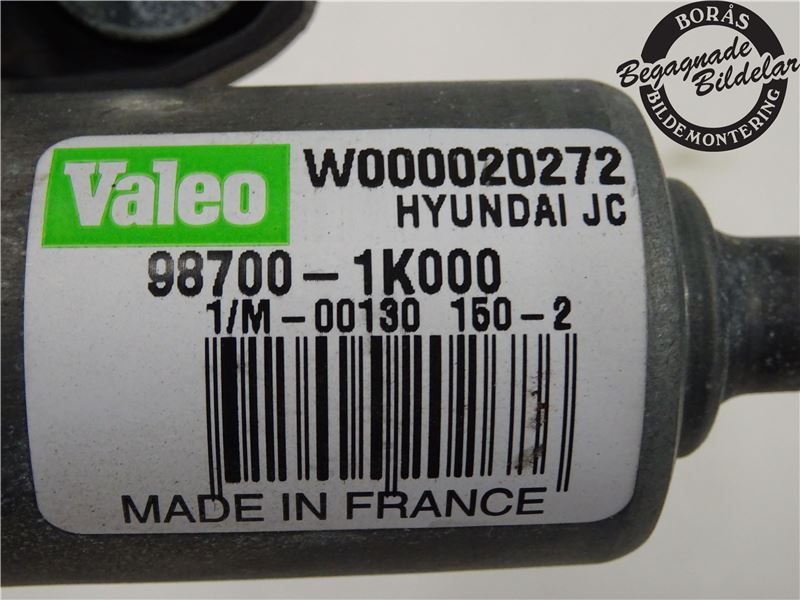 BORÅS
Begagnade
Bildelar
BILDEMONTERING
Valeo
W000020272
HYUNDAI JC
98700-1K000
1/M-00130 150-2
MADE IN FRANCE